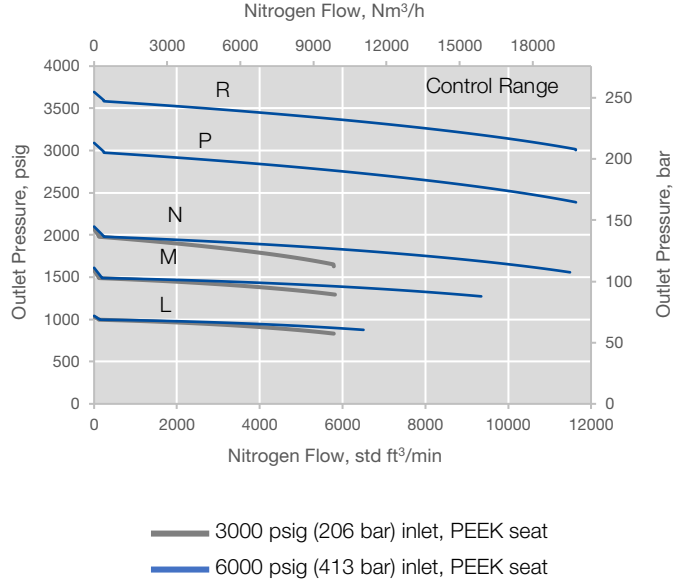 Nitrogen Flow, Nm³/h
0 3000 6000 9000 12000 15000 18000
Control Range
Outlet Pressure, psig
4000
3500
3000
2500
2000
1500
1000
500
0
R
P
N
M
L
250
200
150
100
50
0
Outlet Pressure, bar
0 2000 4000 6000 8000 10000 12000
Nitrogen Flow, std ft³/min
3000 psig (206 bar) inlet, PEEK seat
6000 psig (413 bar) inlet, PEEK seat